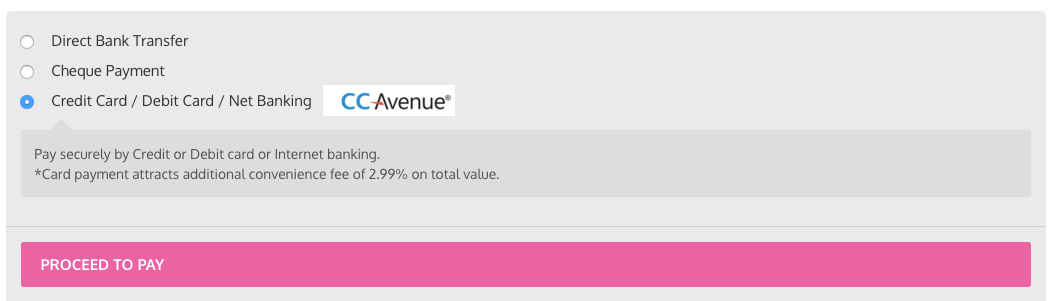 Direct Bank Transfer
Cheque Payment
Credit Card / Debit Card / Net Banking CCAvenue®
Pay securely by Credit or Debit card or Internet banking.
*Card payment attracts additional convenience fee of 2.99% on total value.
PROCEED TO PAY